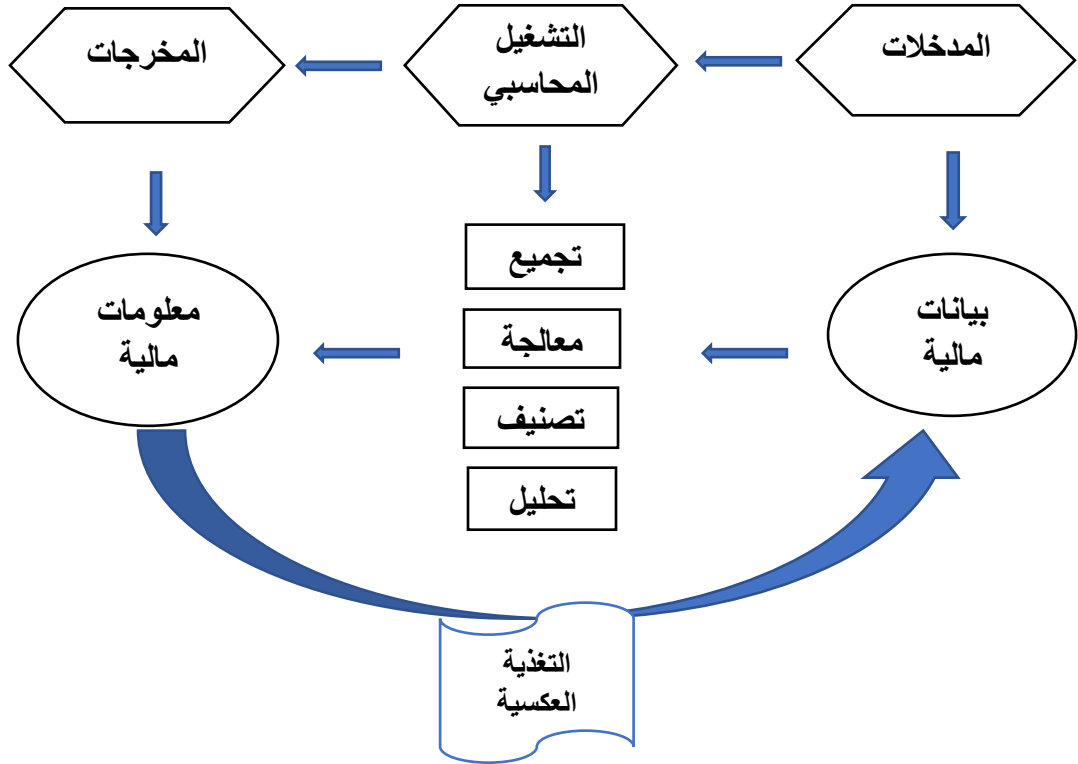 المدخلات
التشغيل
المحاسبي
المخرجات
بيانات
مالية
تجميع
معالجة
تصنيف
تحليل
معلومات
مالية
التغذية
العكسية